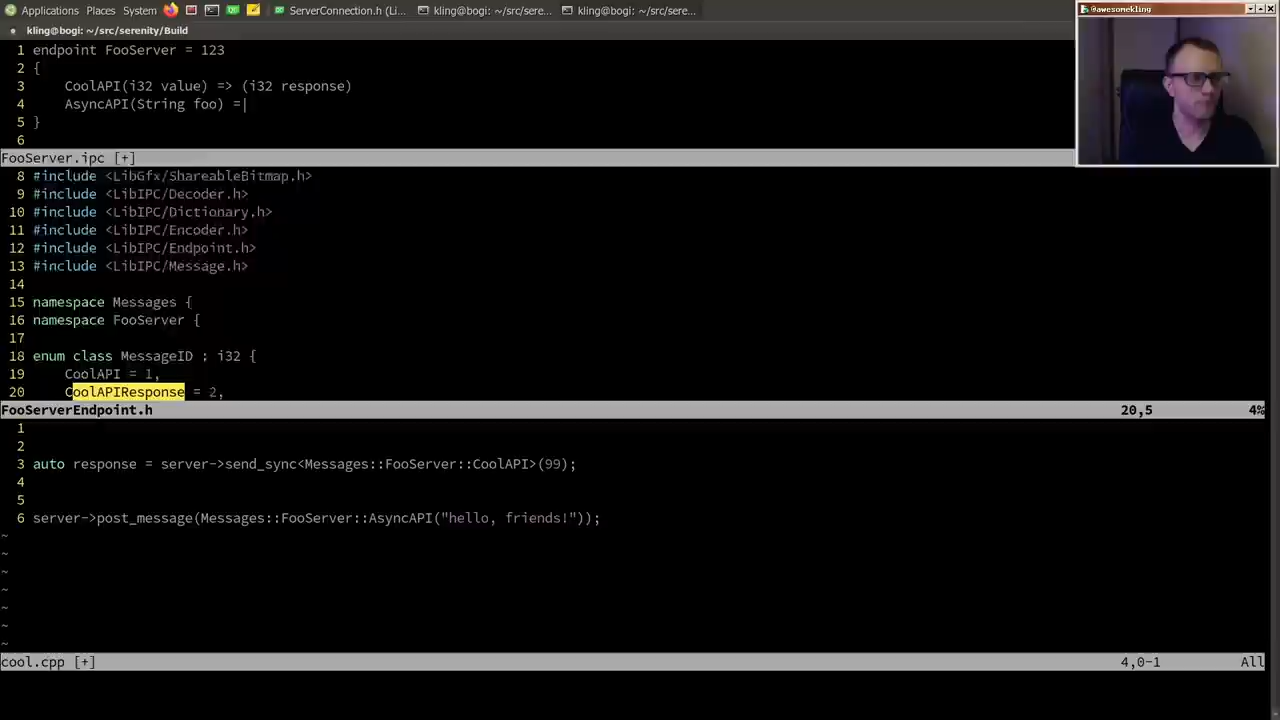 Applications Places System ServerConnection.h (Li... kling@bogi: ~/src/sere... kling@bogi: ~/src/sere...
@awesomekling
kling@bogi: ~/src/serenity/Build
1 endpoint FooServer = 123
2 {
3 CoolAPI(i32 value) => (i32 response)
4 AsyncAPI(String foo) =|
5 }
6
FooServer.ipc [+]
8 #include <LibGfx/ShareableBitmap.h>
9 #include <LibIPC/Decoder.h>
10 #include <LibIPC/Dictionary.h>
11 #include <LibIPC/Encoder.h>
12 #include <LibIPC/Endpoint.h>
13 #include <LibIPC/Message.h>
14
15 namespace Messages {
16 namespace FooServer {
17
18 enum class MessageID : i32 {
19 CoolAPI = 1,
20 CoolAPIResponse = 2,
FooServerEndpoint.h 20,5 4%
1
2
3 auto response = server->send_sync<Messages::FooServer::CoolAPI>(99);
4
5
6 server->post_message(Messages::FooServer::AsyncAPI("hello, friends!"));
~
~
~
~
~
~
~
cool.cpp [+] 4,0-1 All